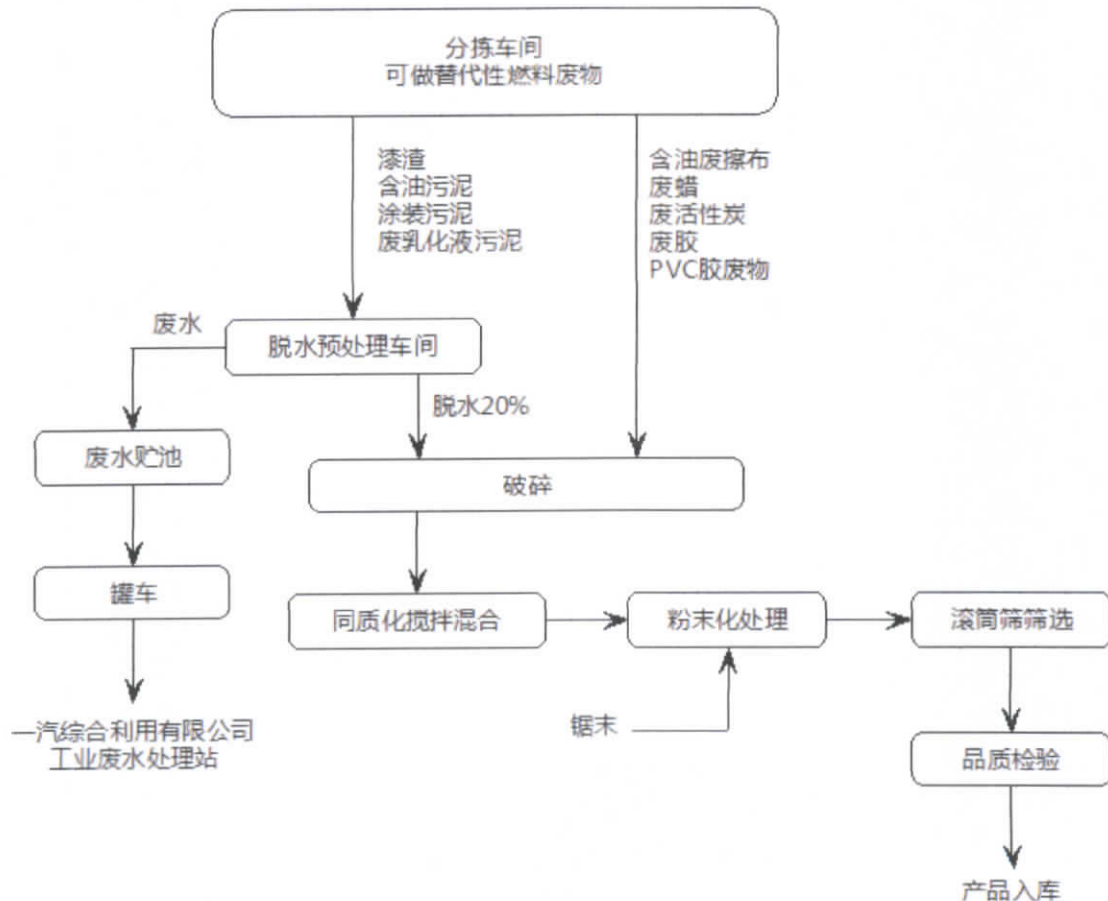 分拣车间
可做替代性燃料废物
漆渣
含油污泥
涂装污泥
废乳化液污泥
含油废擦布
废蜡
废活性炭
废胶
PVC胶废物
废水
脱水预处理车间
脱水20%
废水贮池
破碎
罐车
同质化搅拌混合
粉末化处理
滚筒筛筛选
一汽综合利用有限公司
工业废水处理站
锯末
品质检验
产品入库